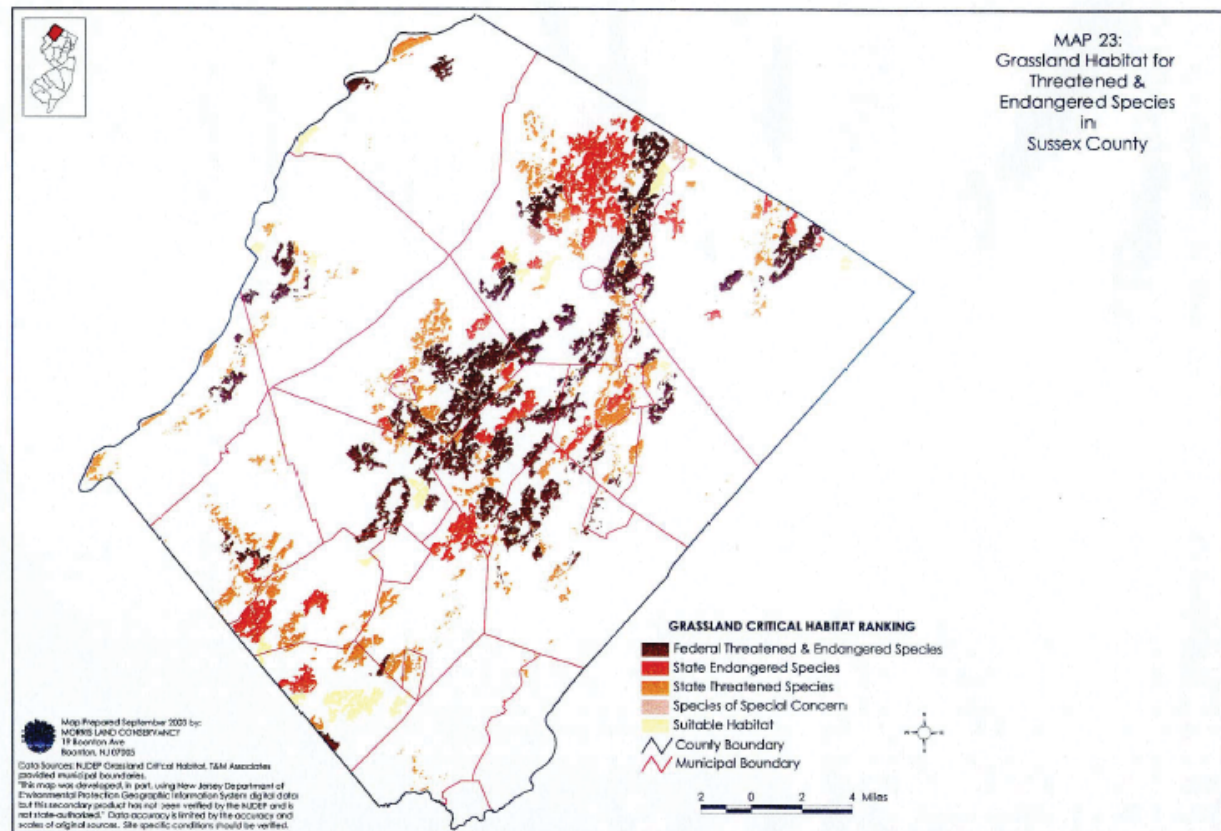 MAP 23:
Grassland Habitat for
Threatened &
Endangered Species
in
Sussex County
GRASSLAND CRITICAL HABITAT RANKING
Federal Threatened & Endangered Species
State Endangered Species
State Threatened Species
Species of Special Concern
Suitable Habitat
County Boundary
Municipal Boundary
2 0 2 4 Miles
Map Prepared September 2003 by:
MORRIS LAND CONSERVANCY
19 Boonton Ave
Boonton, NJ 07005
Data Sources: NJDEP Grassland Critical Habitat, T&M Associates
provided municipal boundaries.
"This map was developed, in part, using New Jersey Department of
Environmental Protection Geographic Information System digital data
but this secondary product has not been verified by the NJDEP and is
not state-authorized." Data accuracy is limited by the accuracy and
scales of original sources. Site specific conditions should be verified.